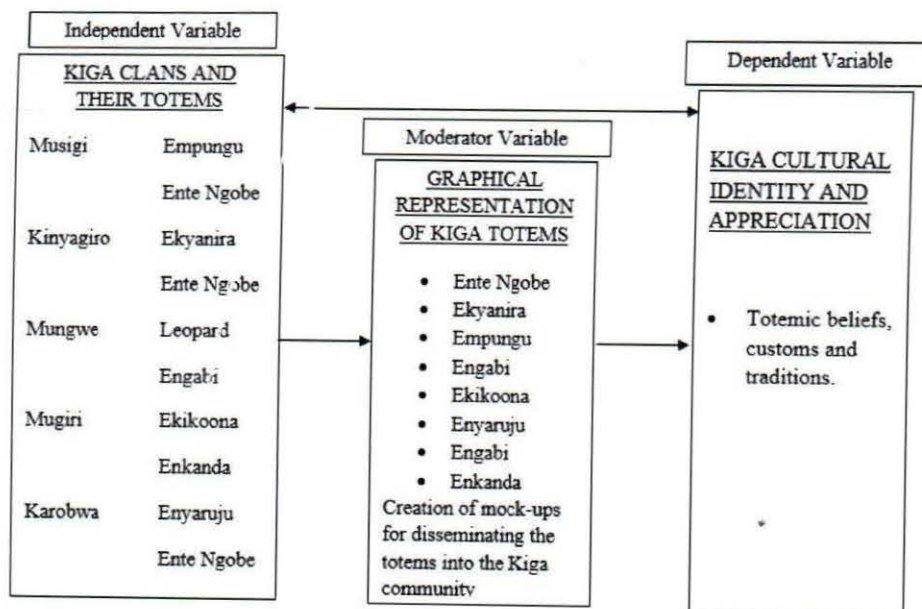 Independent Variable
KIGA CLANS AND
THEIR TOTEMS
Musigi Empungu
Ente Ngobe
Kinyagiro Ekyanira
Ente Ngobe
Mungwe Leopard
Engabi
Mugiri Ekikoona
Enkanda
Karobwa Enyaruju
Ente Ngobe
Moderator Variable
GRAPHICAL
REPRESENTATION
OF KIGA TOTEMS
• Ente Ngobe
• Ekyanira
• Empungu
• Engabi
• Ekikoona
• Enyaruju
• Engabi
• Enkanda
Creation of mock-ups
for disseminating the
totems into the Kiga
community
Dependent Variable
KIGA CULTURAL
IDENTITY AND
APPRECIATION
• Totemic beliefs,
customs and
traditions.